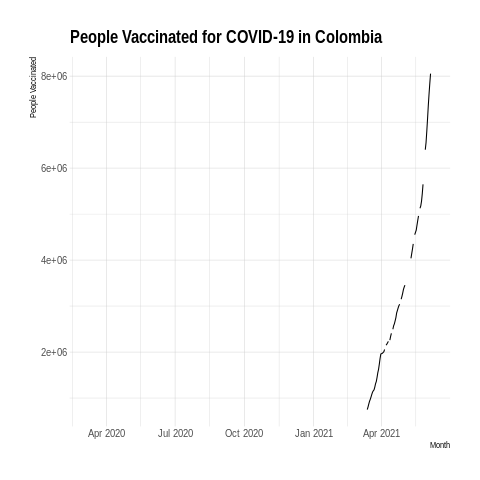 People Vaccinated for COVID-19 in Colombia
People Vaccinated
8e+06
6e+06
4e+06
2e+06
Apr 2020 Jul 2020 Oct 2020 Jan 2021 Apr 2021
Month